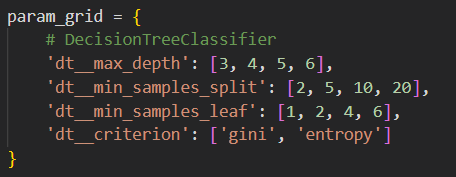 param_grid = {
    # DecisionTreeClassifier
    'dt__max_depth': [3, 4, 5, 6],
    'dt__min_samples_split': [2, 5, 10, 20],
    'dt__min_samples_leaf': [1, 2, 4, 6],
    'dt__criterion': ['gini', 'entropy']
}